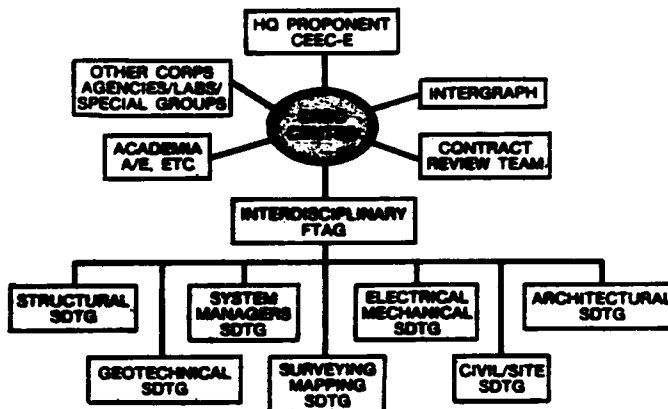 HQ PROPONENT
CEEC-E
OTHER CORPS
AGENCIES/LABS/
SPECIAL GROUPS
INTERGRAPH
ACADEMIA
A/E, ETC
CONTRACT
REVIEW TEAM
INTERDISCIPLINARY
FTAG
STRUCTURAL
SDTG
SYSTEM
MANAGERS
SDTG
ELECTRICAL
MECHANICAL
SDTG
ARCHITECTURAL
SDTG
GEOTECHNICAL
SDTG
SURVEYING
MAPPING
SDTG
CIVIL/SITE
SDTG